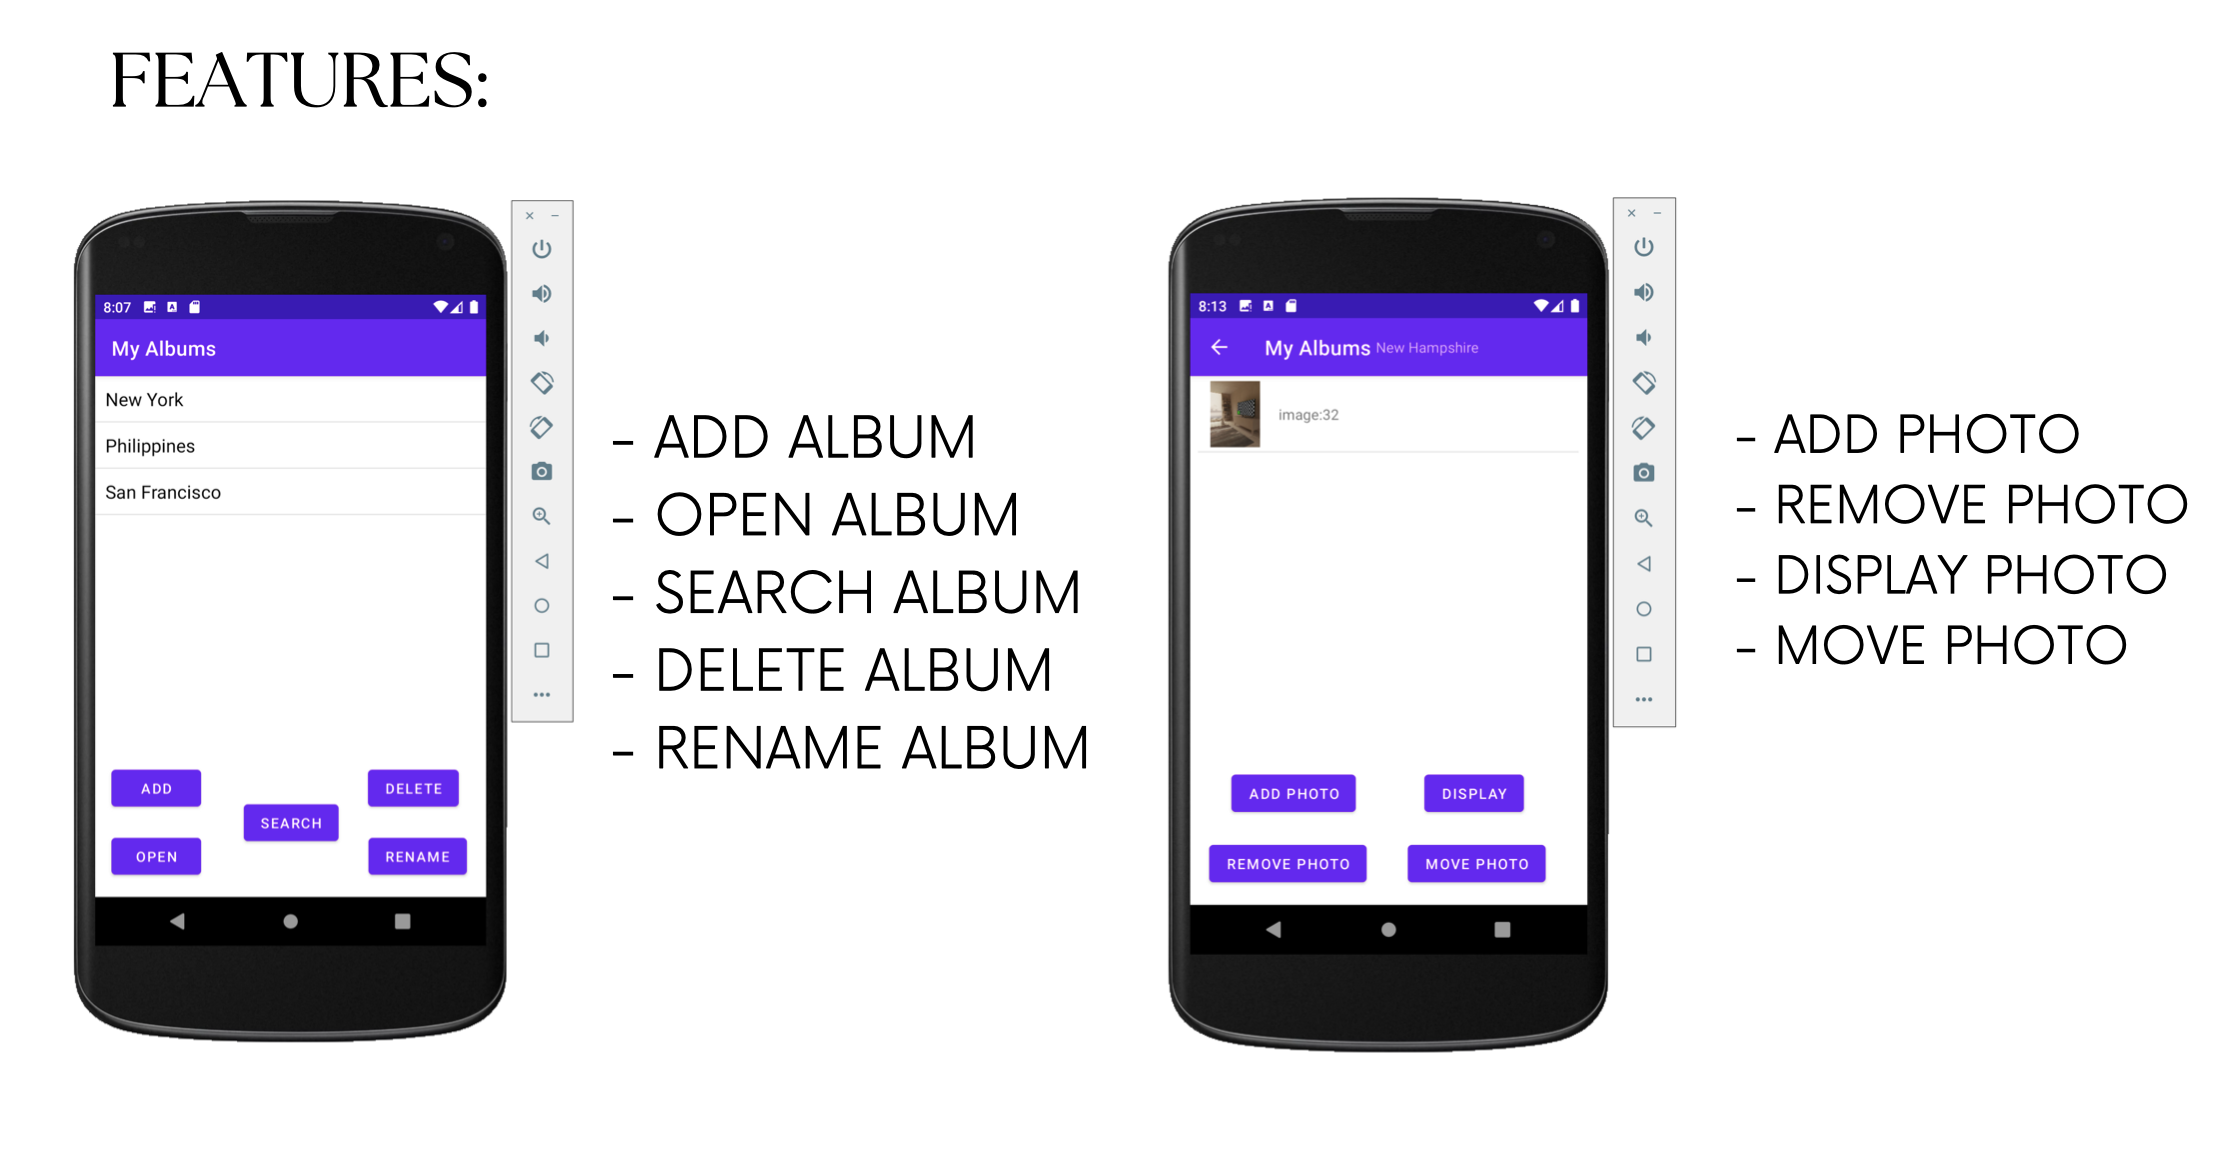 FEATURES:
8:07
My Albums
New York
Philippines
San Francisco
ADD
DELETE
SEARCH
OPEN
RENAME
- ADD ALBUM
- OPEN ALBUM
- SEARCH ALBUM
- DELETE ALBUM
- RENAME ALBUM
8:13
My Albums New Hampshire
image:32
ADD PHOTO
DISPLAY
REMOVE PHOTO
MOVE PHOTO
- ADD PHOTO
- REMOVE PHOTO
- DISPLAY PHOTO
- MOVE PHOTO